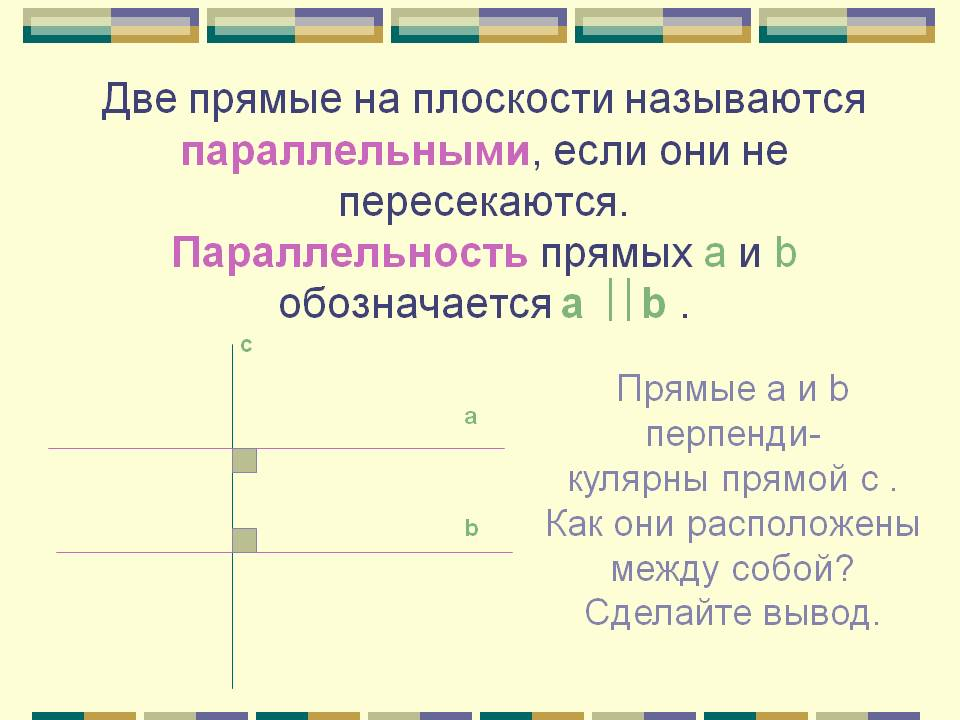 Две прямые на плоскости называются
параллельными, если они не
пересекаются.
Параллельность прямых a и b
обозначается a || b .
c
a
b
Прямые a и b
перпенди-
кулярны прямой c .
Как они расположены
между собой?
Сделайте вывод.